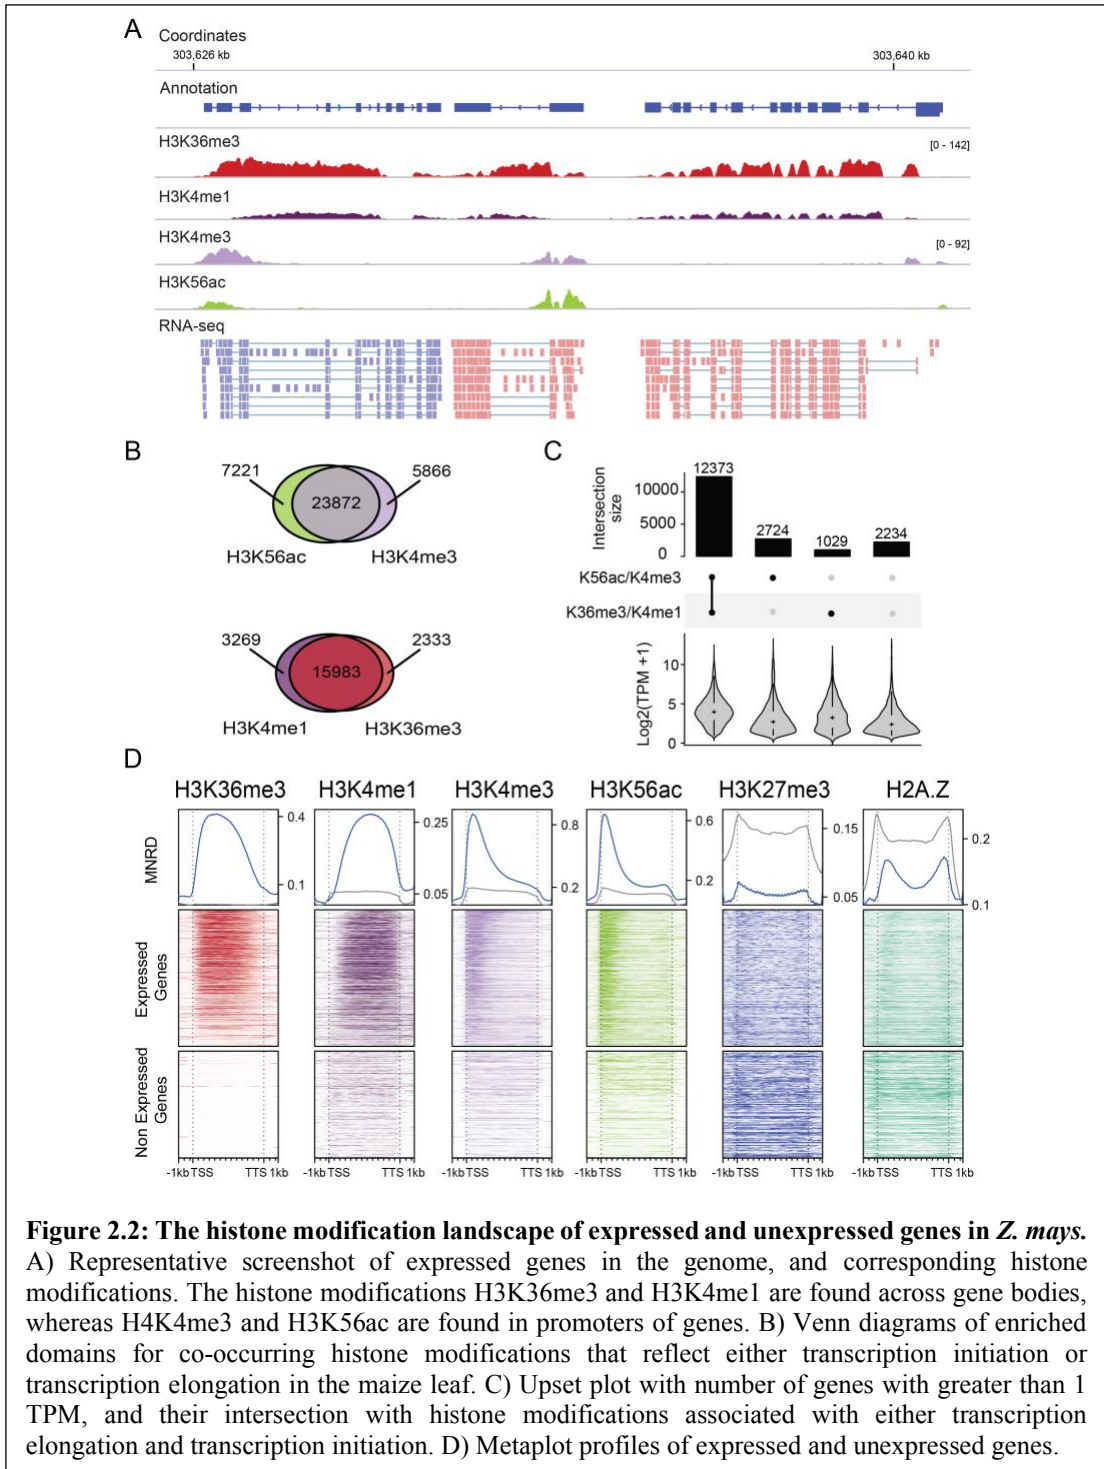 A
Coordinates
303,626 kb
303,640 kb
Annotation
H3K36me3
[0 - 142]
H3K4me1
H3K4me3
[0 - 92]
H3K56ac
RNA-seq
B
7221
5866
23872
H3K56ac
H3K4me3
3269
2333
15983
H3K4me1
H3K36me3
C
Intersection
size
10000
5000
0
12373
2724
1029
2234
K56ac/K4me3
K36me3/K4me1
Log2(TPM +1)
10
5
0
D
H3K36me3 H3K4me1 H3K4me3 H3K56ac H3K27me3 H2A.Z
MNRD
0.4
0.1
0.25
0.05
0.8
0.2
0.6
0.2
0.15
0.05
0.2
0.1
Expressed
Genes
Non Expressed
Genes
-1kb TSS TTS 1kb
-1kb TSS TTS 1kb
-1kb TSS TTS 1kb
-1kb TSS TTS 1kb
-1kb TSS TTS 1kb
-1kb TSS TTS 1kb
Figure 2.2: The histone modification landscape of expressed and unexpressed genes in Z. mays.
A) Representative screenshot of expressed genes in the genome, and corresponding histone
modifications. The histone modifications H3K36me3 and H3K4me1 are found across gene bodies,
whereas H4K4me3 and H3K56ac are found in promoters of genes. B) Venn diagrams of enriched
domains for co-occurring histone modifications that reflect either transcription initiation or
transcription elongation in the maize leaf. C) Upset plot with number of genes with greater than 1
TPM, and their intersection with histone modifications associated with either transcription
elongation and transcription initiation. D) Metaplot profiles of expressed and unexpressed genes.